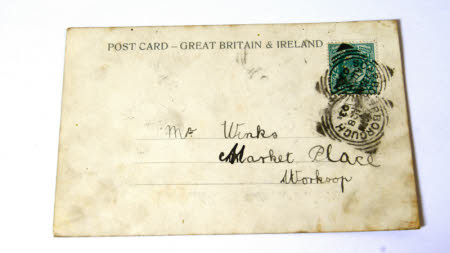 POST CARD – GREAT BRITAIN & IRELAND
Mr Winks
Market Place
Worksop